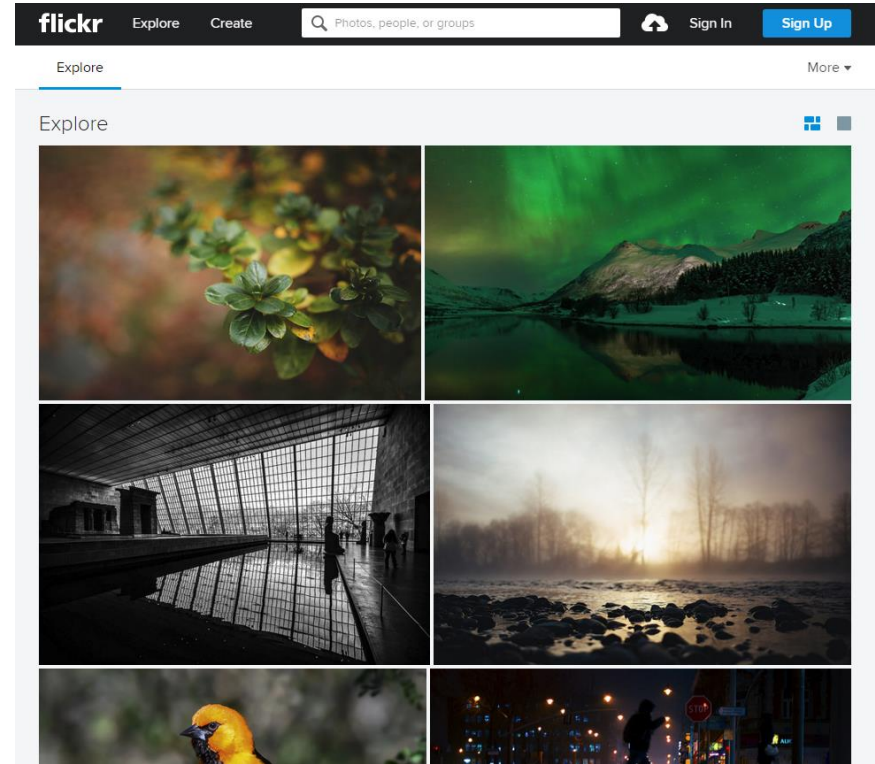 flickr Explore Create Photos, people, or groups Sign In Sign Up
Explore More
Explore
STOP